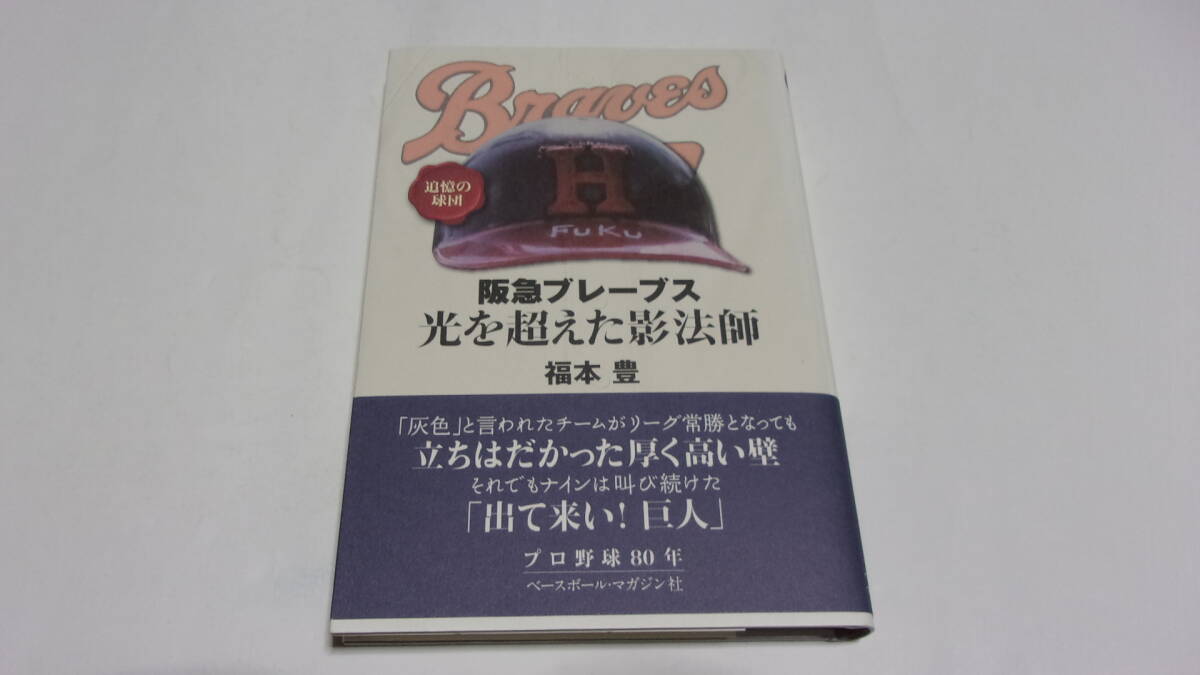 Braves
H
FUKU
追憶の
球団
阪急ブレーブス
光を超えた影法師
福本 豊
「灰色」と言われたチームがリーグ常勝となっても
立ちはだかった厚く高い壁
それでもナインは叫び続けた
「出て来い! 巨人」
プロ野球80年
ベースボール・マガジン社